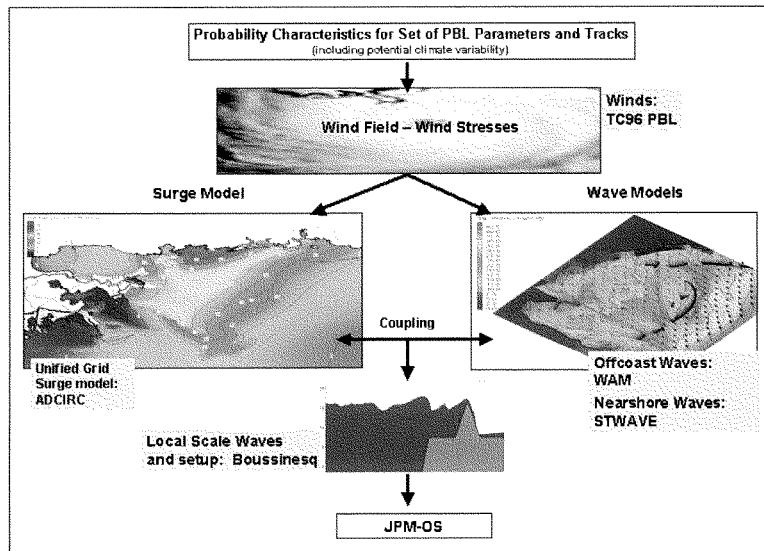 Probability Characteristics for Set of PBL Parameters and Tracks
(including potential climate variability)
Wind Field – Wind Stresses
Winds:
TC96 PBL
Surge Model
Wave Models
Coupling
Unified Grid
Surge model:
ADCIRC
Offcoast Waves:
WAM
Nearshore Waves:
STWAVE
Local Scale Waves
and setup: Boussinesq
JPM-OS